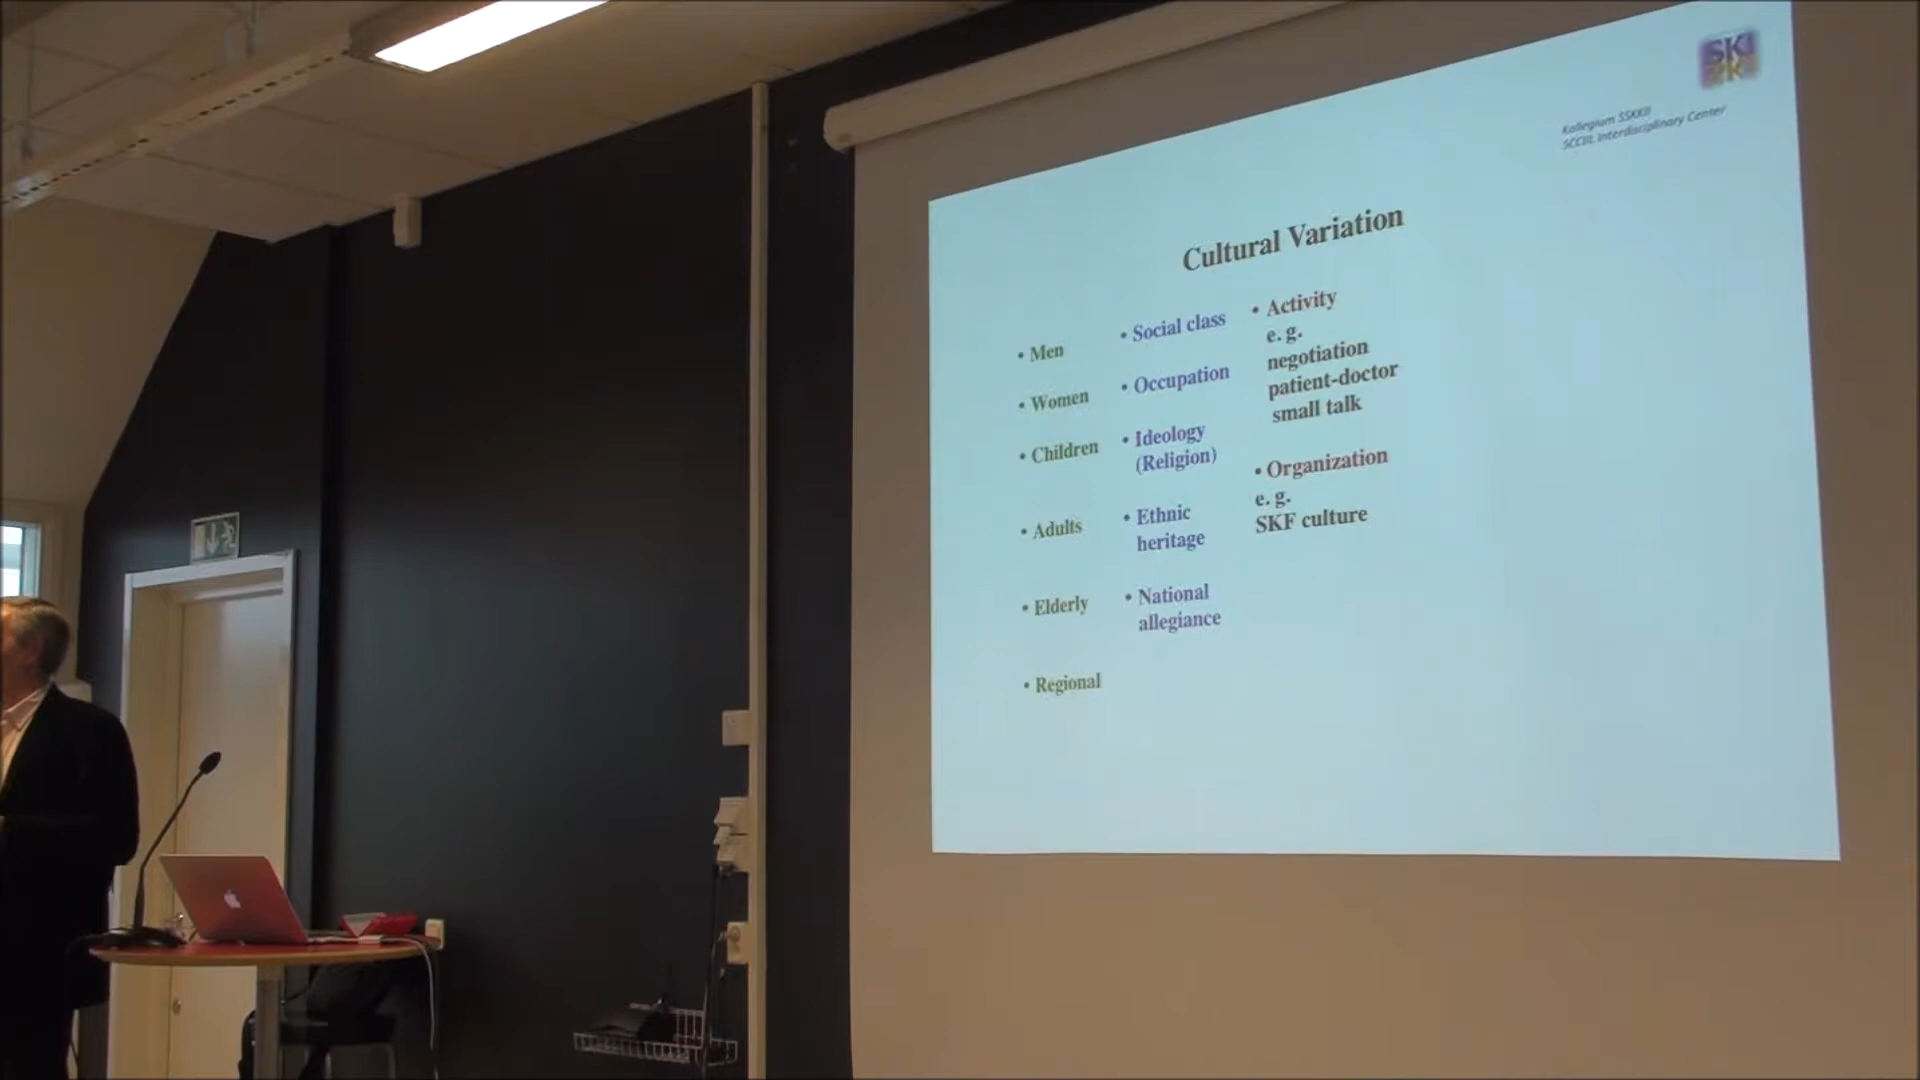 SKI
Kollegium SSKKII
SCCIIL Interdisciplinary Center
Cultural Variation
• Men
• Women
• Children
• Adults
• Elderly
• Regional
• Social class
• Occupation
• Ideology
(Religion)
• Ethnic
heritage
• National
allegiance
• Activity
e. g.
negotiation
patient-doctor
small talk
• Organization
e. g.
SKF culture